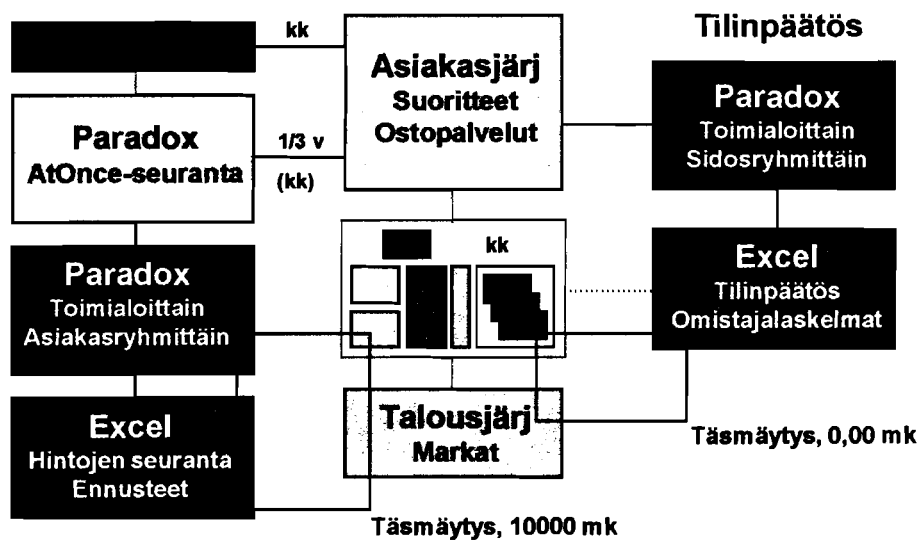 kk
Asiakasjärj
Suoritteet
Ostopalvelut
Tilinpäätös
Paradox
Toimialoittain
Sidosryhmittäin
Paradox
AtOnce-seuranta
1/3 v
(kk)
Paradox
Toimialoittain
Asiakasryhmittäin
kk
Excel
Tilinpäätös
Omistajalaskelmat
Excel
Hintojen seuranta
Ennusteet
Talousjärj
Markat
Täsmäytys, 0,00 mk
Täsmäytys, 10000 mk